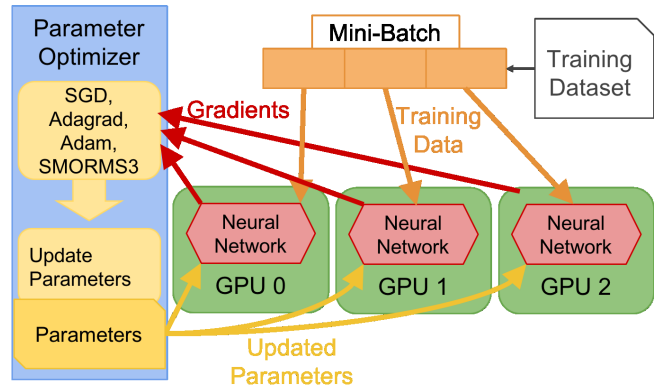 Parameter
Optimizer
SGD,
Adagrad,
Adam,
SMORMS3
Update
Parameters
Parameters
Mini-Batch
Training
Dataset
Gradients
Training
Data
Neural
Network
GPU 0
Neural
Network
GPU 1
Neural
Network
GPU 2
Updated
Parameters